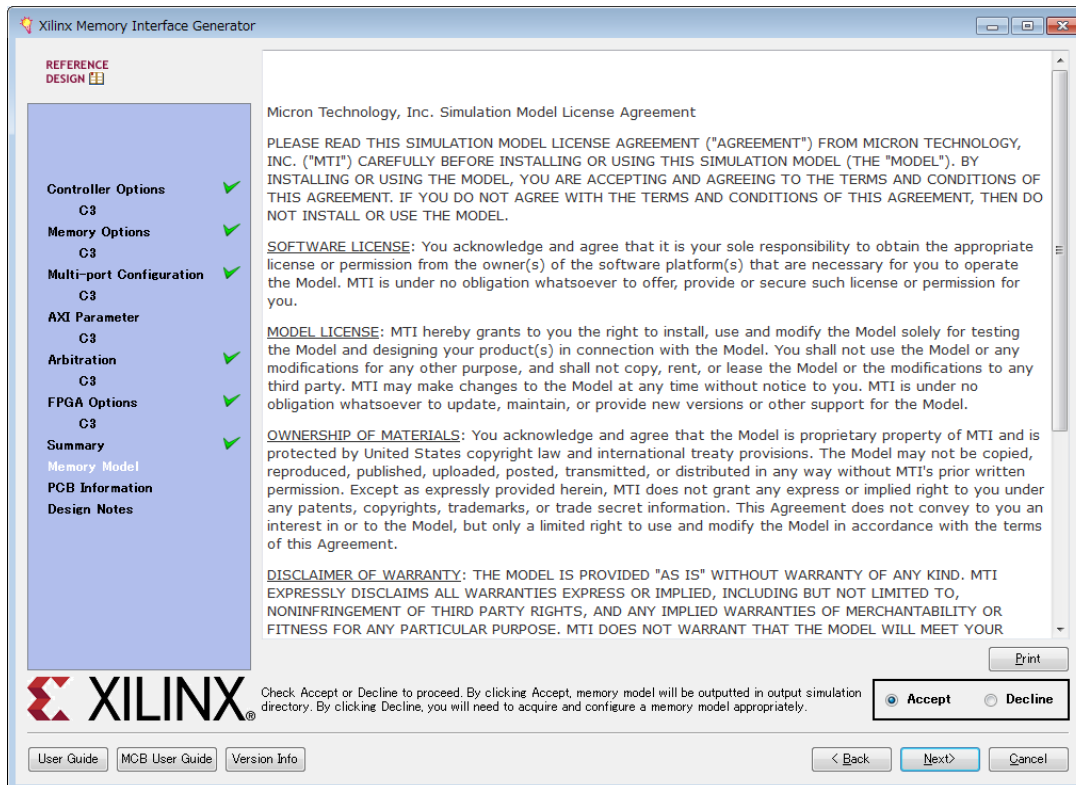 Xilinx Memory Interface Generator
REFERENCE
DESIGN
Controller Options
C3
Memory Options
C3
Multi-port Configuration
C3
AXI Parameter
C3
Arbitration
C3
FPGA Options
C3
Summary
Memory Model
PCB Information
Design Notes
Micron Technology, Inc. Simulation Model License Agreement
PLEASE READ THIS SIMULATION MODEL LICENSE AGREEMENT ("AGREEMENT") FROM MICRON TECHNOLOGY,
INC. ("MTI") CAREFULLY BEFORE INSTALLING OR USING THIS SIMULATION MODEL (THE "MODEL"). BY
INSTALLING OR USING THE MODEL, YOU ARE ACCEPTING AND AGREEING TO THE TERMS AND CONDITIONS OF
THIS AGREEMENT. IF YOU DO NOT AGREE WITH THE TERMS AND CONDITIONS OF THIS AGREEMENT, THEN DO
NOT INSTALL OR USE THE MODEL.
SOFTWARE LICENSE: You acknowledge and agree that it is your sole responsibility to obtain the appropriate
license or permission from the owner(s) of the software platform(s) that are necessary for you to operate
the Model. MTI is under no obligation whatsoever to offer, provide or secure such license or permission for
you.
MODEL LICENSE: MTI hereby grants to you the right to install, use and modify the Model solely for testing
the Model and designing your product(s) in connection with the Model. You shall not use the Model or any
modifications for any other purpose, and shall not copy, rent, or lease the Model or the modifications to any
third party. MTI may make changes to the Model at any time without notice to you. MTI is under no
obligation whatsoever to update, maintain, or provide new versions or other support for the Model.
OWNERSHIP OF MATERIALS: You acknowledge and agree that the Model is proprietary property of MTI and is
protected by United States copyright law and international treaty provisions. The Model may not be copied,
reproduced, published, uploaded, posted, transmitted, or distributed in any way without MTI's prior written
permission. Except as expressly provided herein, MTI does not grant any express or implied right to you under
any patents, copyrights, trademarks, or trade secret information. This Agreement does not convey to you an
interest in or to the Model, but only a limited right to use and modify the Model in accordance with the terms
of this Agreement.
DISCLAIMER OF WARRANTY: THE MODEL IS PROVIDED "AS IS" WITHOUT WARRANTY OF ANY KIND. MTI
EXPRESSLY DISCLAIMS ALL WARRANTIES EXPRESS OR IMPLIED, INCLUDING BUT NOT LIMITED TO,
NONINFRINGEMENT OF THIRD PARTY RIGHTS, AND ANY IMPLIED WARRANTIES OF MERCHANTABILITY OR
FITNESS FOR ANY PARTICULAR PURPOSE. MTI DOES NOT WARRANT THAT THE MODEL WILL MEET YOUR
Print
XILINX®
Check Accept or Decline to proceed. By clicking Accept, memory model will be outputted in output simulation
directory. By clicking Decline, you will need to acquire and configure a memory model appropriately.
Accept Decline
User Guide MCB User Guide Version Info < Back Next> Cancel